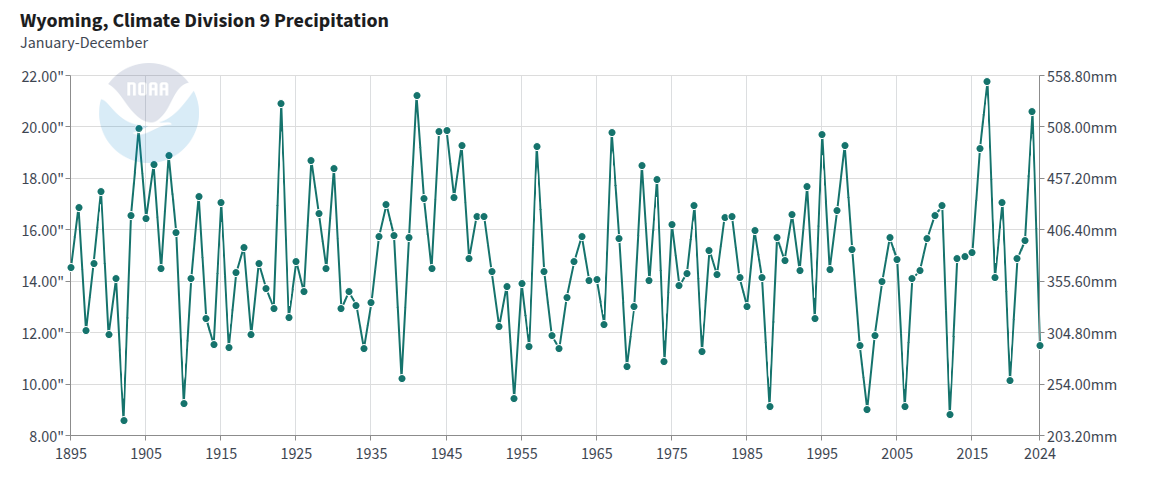 Wyoming, Climate Division 9 Precipitation
January-December
NOAA
22.00" 558.80mm
20.00" 508.00mm
18.00" 457.20mm
16.00" 406.40mm
14.00" 355.60mm
12.00" 304.80mm
10.00" 254.00mm
8.00" 203.20mm
1895 1905 1915 1925 1935 1945 1955 1965 1975 1985 1995 2005 2015 2024